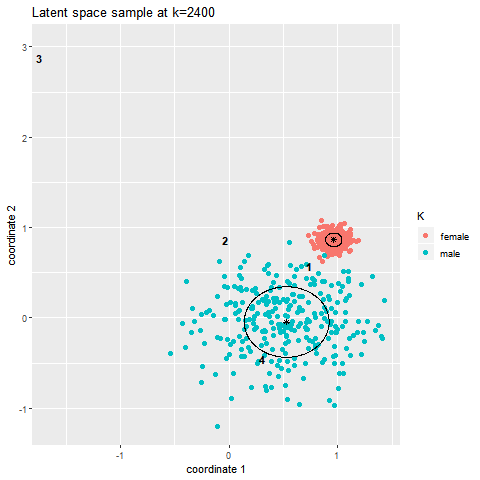 Latent space sample at k=2400
3
3
2
2
1
1
0
4
-1
-1
0
1
coordinate 1
coordinate 2
K
female
male